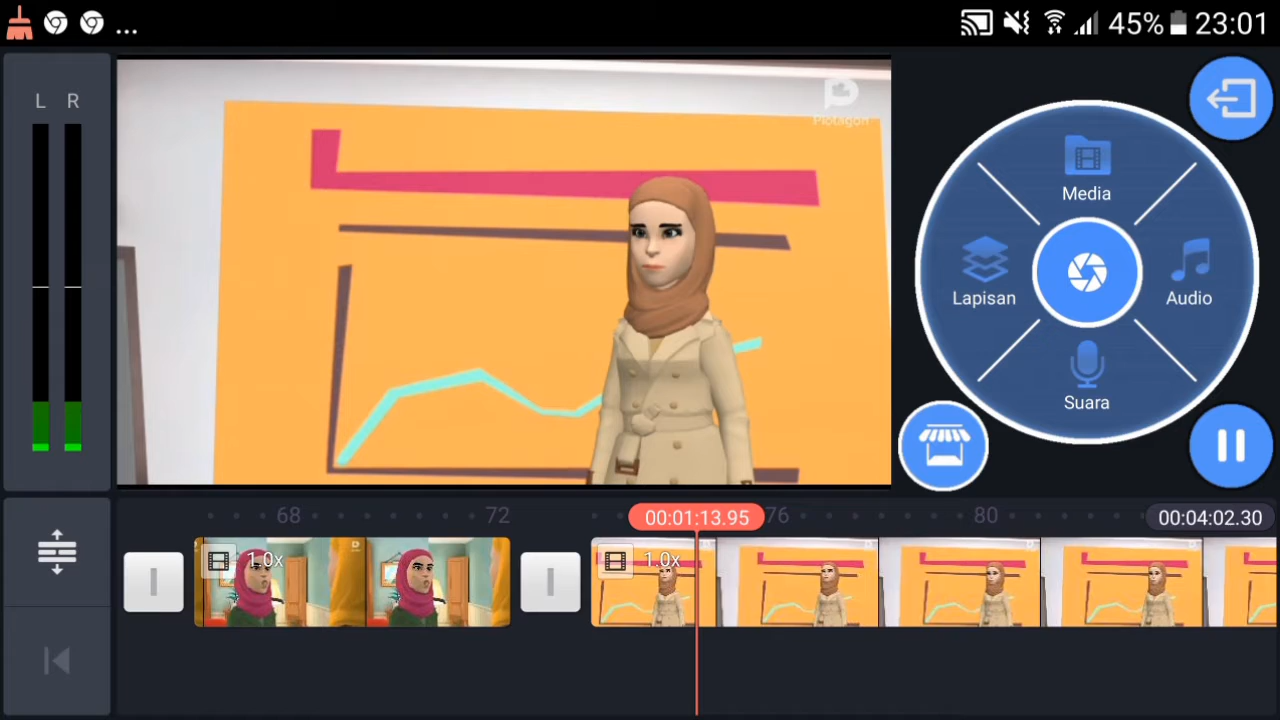 ...
45% 23:01
L R
Plotagon
Media
Lapisan
Audio
Suara
68 72 00:01:13.95 76 80 00:04:02.30
1.0x 1.0x